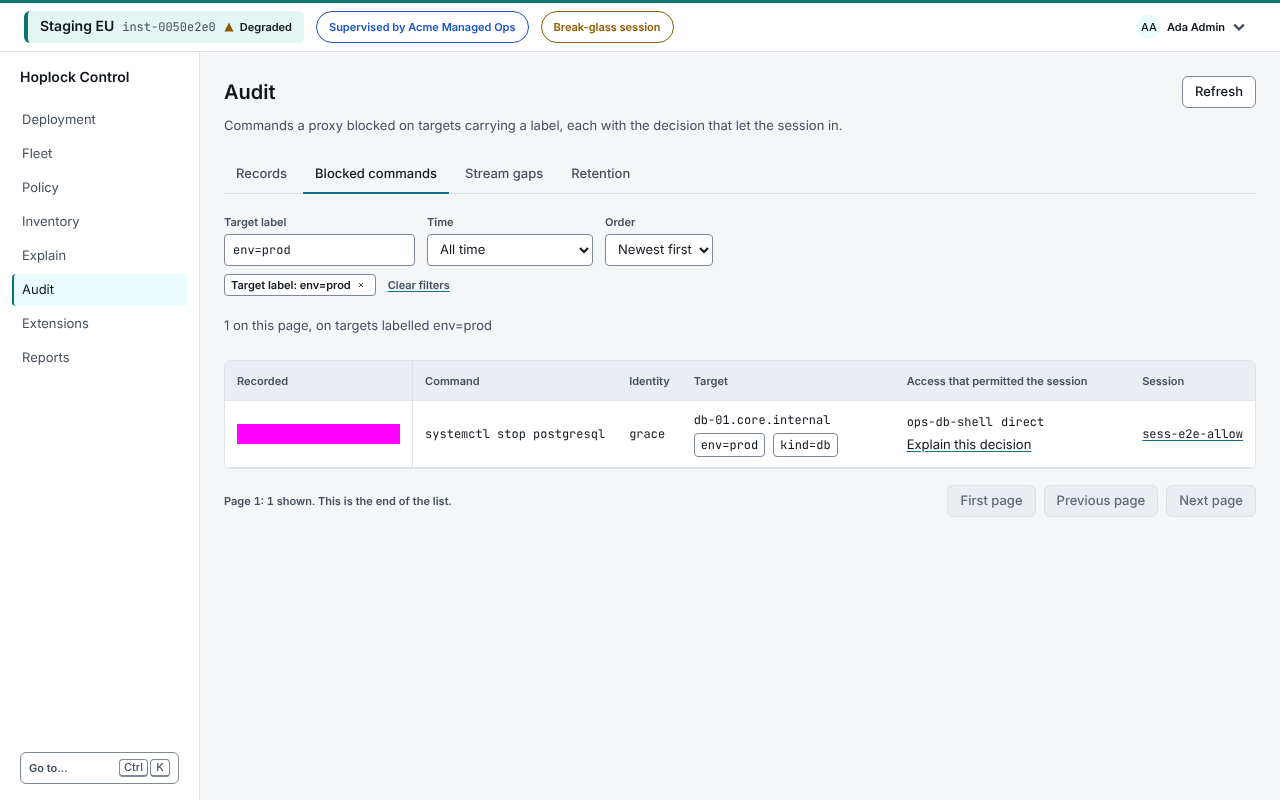 Staging EU inst-0050e2e0 Degraded Supervised by Acme Managed Ops Break-glass session AA Ada Admin
Hoplock Control
Deployment
Fleet
Policy
Inventory
Explain
Audit
Extensions
Reports
Go to... Ctrl K
Audit
Refresh
Commands a proxy blocked on targets carrying a label, each with the decision that let the session in.
Records Blocked commands Stream gaps Retention
Target label Time Order
env=prod All time Newest first
Target label: env=prod × Clear filters
1 on this page, on targets labelled env=prod
Recorded Command Identity Target Access that permitted the session Session
systemctl stop postgresql grace db-01.core.internal ops-db-shell direct sess-e2e-allow
env=prod kind=db Explain this decision
Page 1: 1 shown. This is the end of the list. First page Previous page Next page